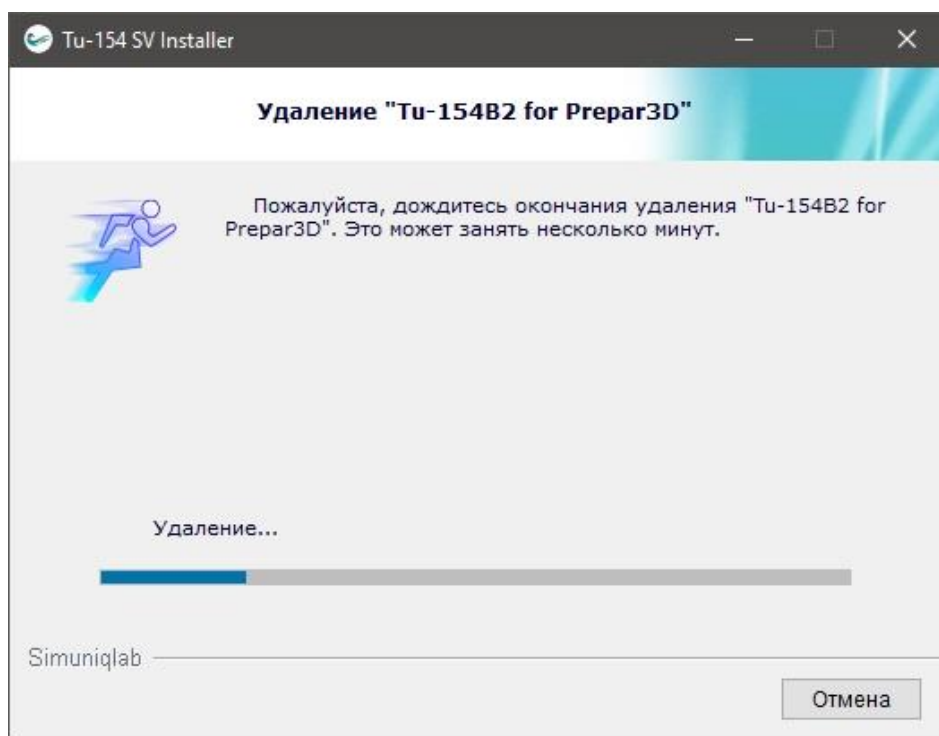 Tu-154 SV Installer
Удаление "Tu-154B2 for Prepar3D"
Пожалуйста, дождитесь окончания удаления "Tu-154B2 for
Prepar3D". Это может занять несколько минут.
Удаление...
Simuniqlab
Отмена